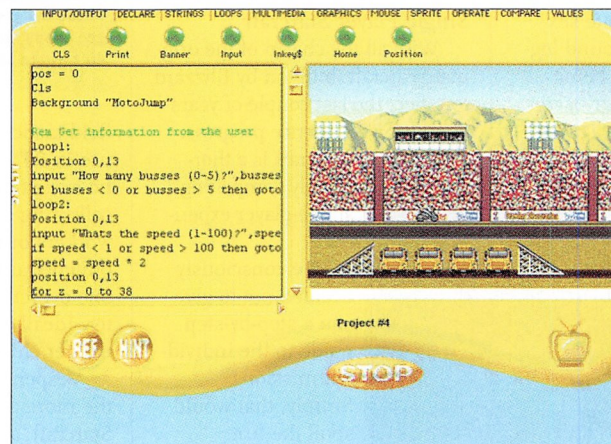 INPUT/OUTPUT DECLARE STRINGS LOOPS MULTIMEDIA GRAPHICS MOUSE SPRITE OPERATE COMPARE VALUES
CLS Print Banner Input Inkey$ Home Position
pos = 0
Cls
Background "MotoJump"
Rem Get information from the user
loop1:
Position 0,13
input "How many busses (0-5)?",busses
if busses < 0 or busses > 5 then goto
loop2:
Position 0,13
input "Whats the speed (1-100)?",spee
if speed < 1 or speed > 100 then goto
speed = speed * 2
position 0,13
for z = 0 to 38
Project #4
REF HINT
STOP